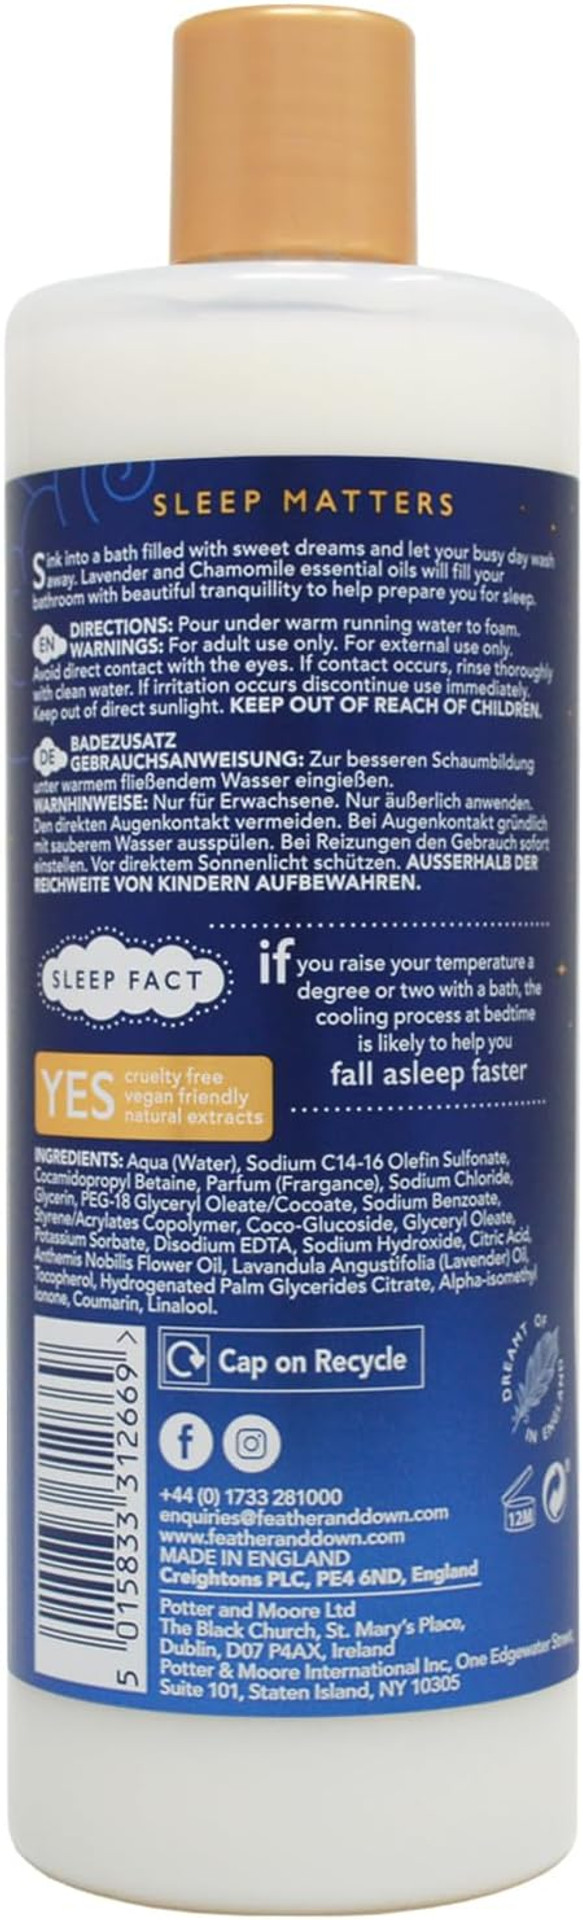 SLEEP MATTERS
Sink into a bath filled with sweet dreams and let your busy day wash
away. Lavender and Chamomile essential oils will fill your
bathroom with beautiful tranquillity to help prepare you for sleep.
EN DIRECTIONS: Pour under warm running water to foam.
WARNINGS: For adult use only. For external use only.
Avoid direct contact with the eyes. If contact occurs, rinse thoroughly
with clean water. If irritation occurs discontinue use immediately.
Keep out of direct sunlight. KEEP OUT OF REACH OF CHILDREN.
DE BADEZUSATZ
GEBRAUCHSANWEISUNG: Zur besseren Schaumbildung
unter warmem fließendem Wasser eingießen.
WARNHINWEISE: Nur für Erwachsene. Nur äußerlich anwenden.
Den direkten Augenkontakt vermeiden. Bei Augenkontakt gründlich
mit sauberem Wasser ausspülen. Bei Reizungen den Gebrauch sofort
einstellen. Vor direktem Sonnenlicht schützen. AUSSERHALB DER
REICHWEITE VON KINDERN AUFBEWAHREN.
SLEEP FACT
if you raise your temperature a
degree or two with a bath, the
cooling process at bedtime
is likely to help you
fall asleep faster
YES
cruelty free
vegan friendly
natural extracts
INGREDIENTS: Aqua (Water), Sodium C14-16 Olefin Sulfonate,
Cocamidopropyl Betaine, Parfum (Frargance), Sodium Chloride,
Glycerin, PEG-18 Glyceryl Oleate/Cocoate, Sodium Benzoate,
Styrene/Acrylates Copolymer, Coco-Glucoside, Glyceryl Oleate,
Potassium Sorbate, Disodium EDTA, Sodium Hydroxide, Citric Acid,
Anthemis Nobilis Flower Oil, Lavandula Angustifolia (Lavender) Oil,
Tocopherol, Hydrogenated Palm Glycerides Citrate, Alpha-isomethyl
Ionone, Coumarin, Linalool.
Cap on Recycle
DREAMT OF
IN ENGLAND
12M
5 015833 312669 >
+44 (0) 1733 281000
enquiries@featheranddown.com
www.featheranddown.com
MADE IN ENGLAND
Creightons PLC, PE4 6ND, England
Potter and Moore Ltd
The Black Church, St. Mary's Place,
Dublin, D07 P4AX, Ireland
Potter & Moore International Inc, One Edgewater Street,
Suite 101, Staten Island, NY 10305